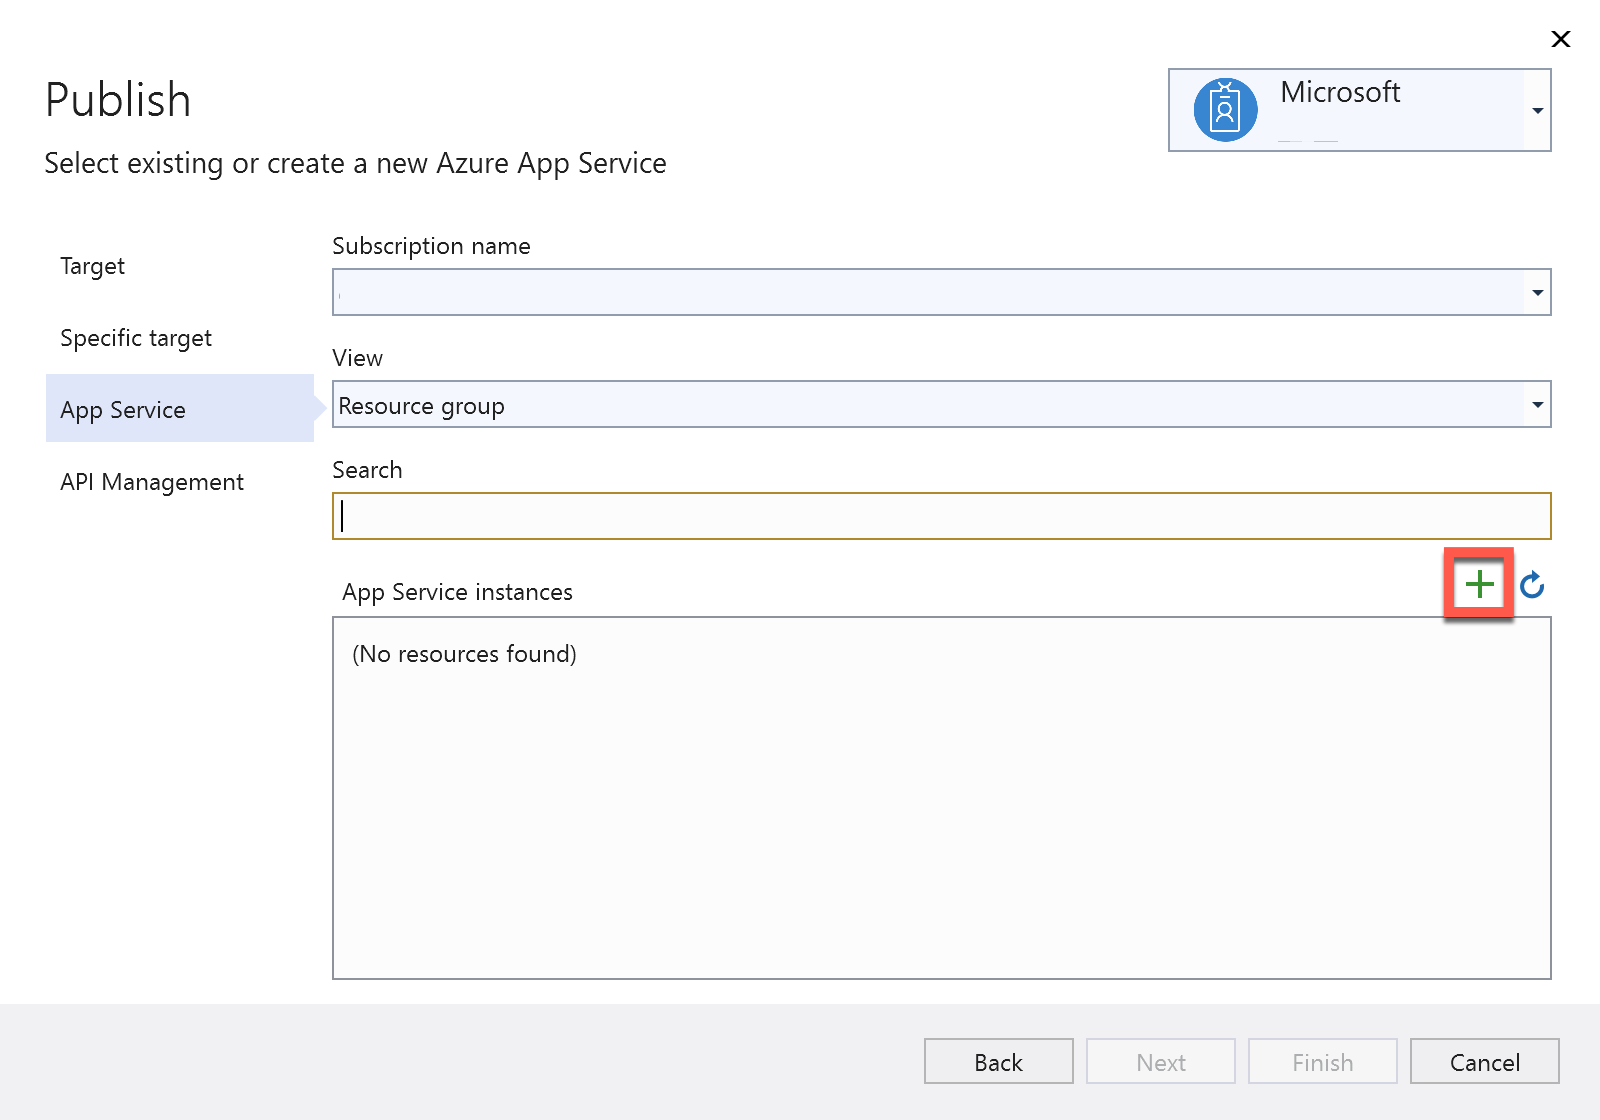 Publish
Select existing or create a new Azure App Service
Microsoft
Target
Specific target
App Service
API Management
Subscription name
View
Resource group
Search
App Service instances
(No resources found)
Back
Next
Finish
Cancel